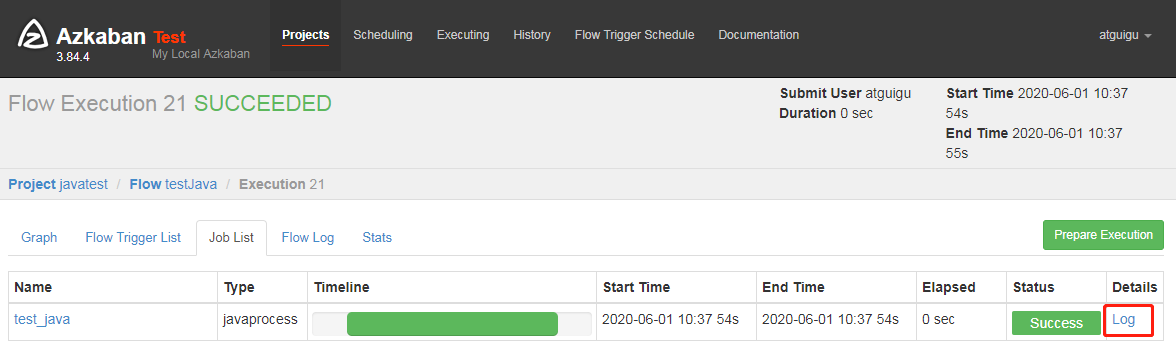 Azkaban Test
3.84.4
My Local Azkaban
Projects Scheduling Executing History Flow Trigger Schedule Documentation atguigu
Flow Execution 21 SUCCEEDED
Submit User atguigu
Duration 0 sec
Start Time 2020-06-01 10:37
54s
End Time 2020-06-01 10:37
55s
Project javatest / Flow testJava / Execution 21
Graph Flow Trigger List Job List Flow Log Stats
Prepare Execution
Name Type Timeline Start Time End Time Elapsed Status Details
test_java javaprocess 2020-06-01 10:37 54s 2020-06-01 10:37 54s 0 sec Success Log